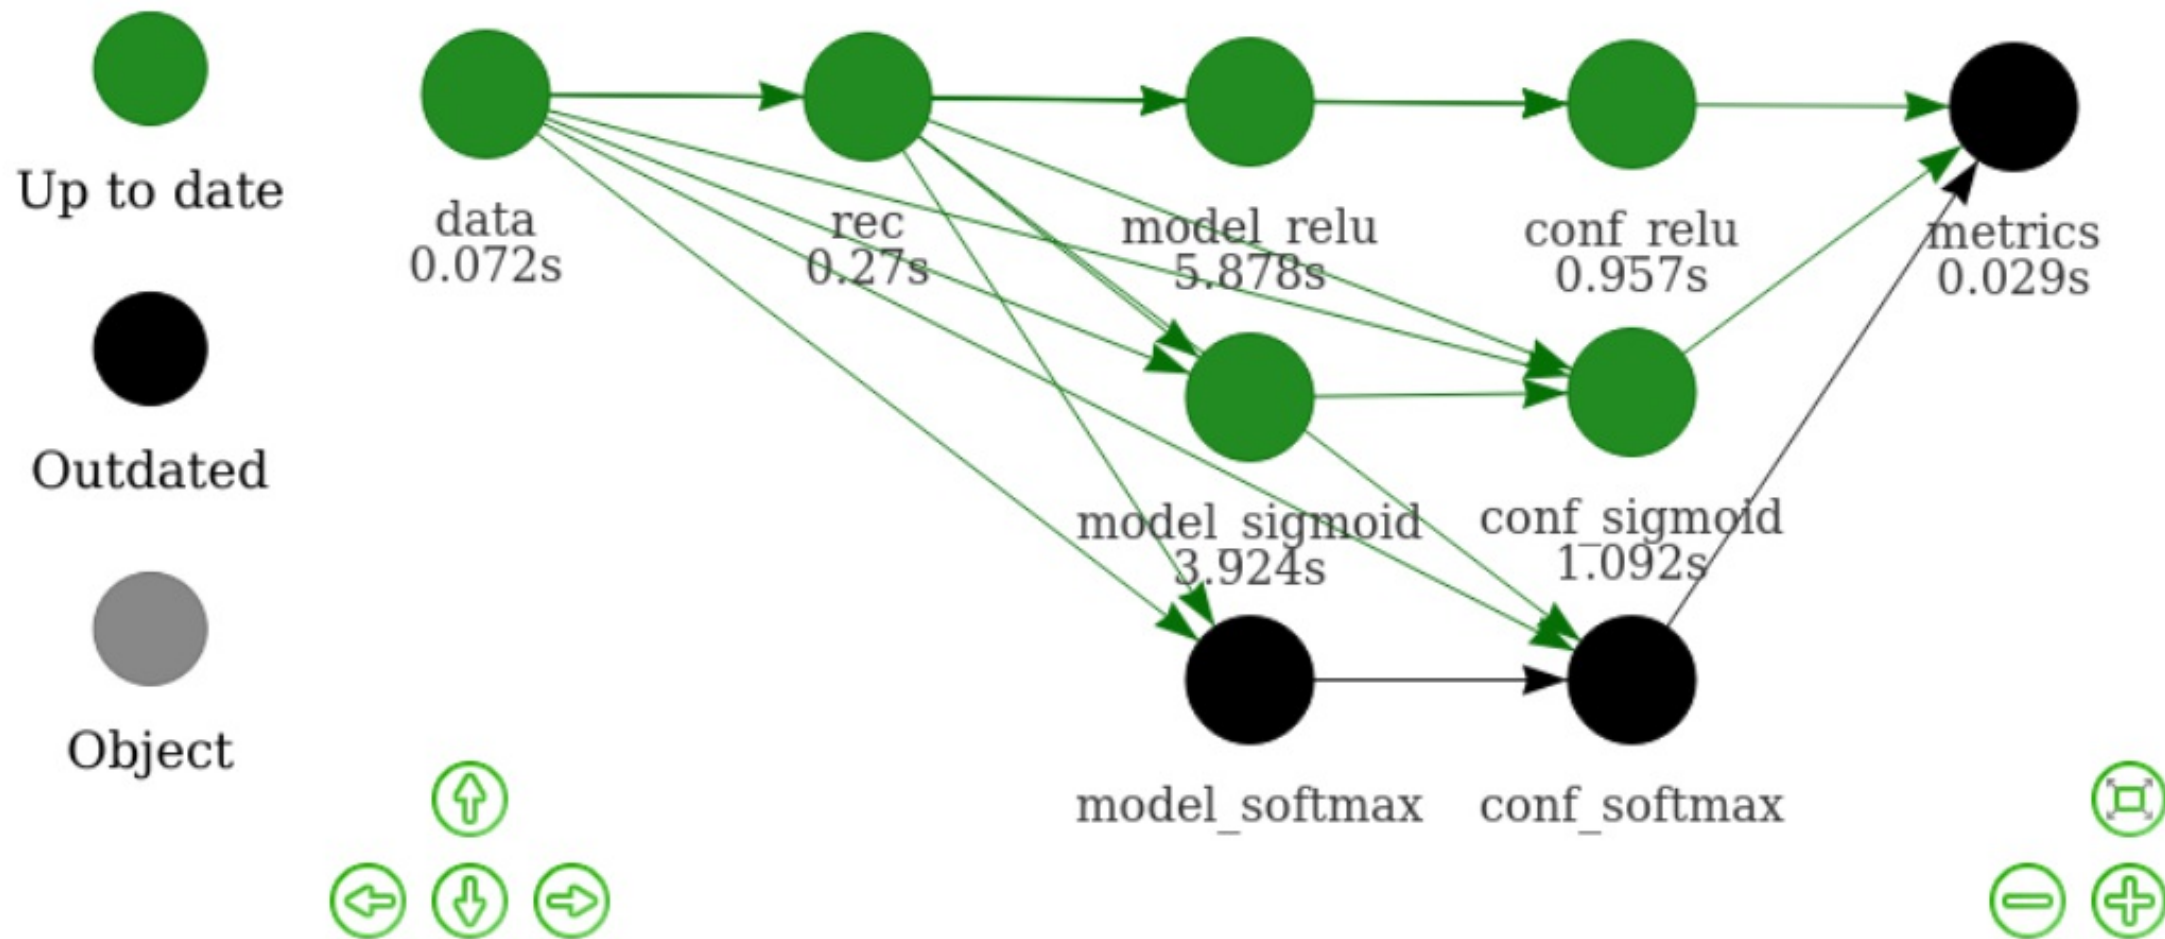 Up to date
Outdated
Object
data
0.072s
rec
0.27s
model_relu
5.878s
conf_relu
0.957s
metrics
0.029s
model_sigmoid
3.924s
conf_sigmoid
1.092s
model_softmax
conf_softmax